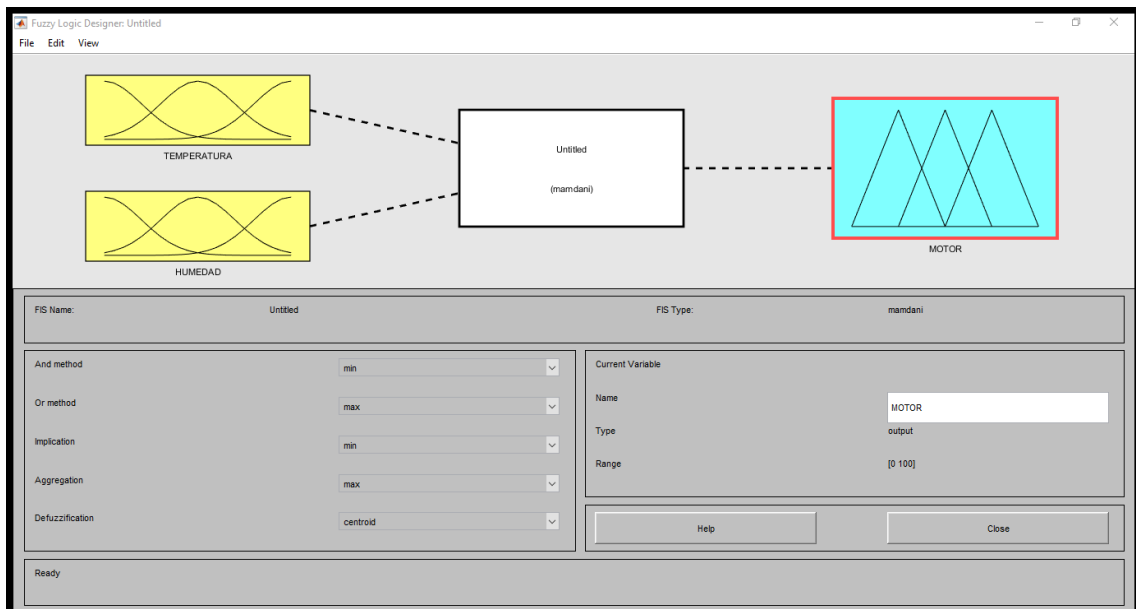 Fuzzy Logic Designer: Untitled
File Edit View
TEMPERATURA
HUMEDAD
Untitled
(mamdani)
MOTOR
FIS Name: Untitled FIS Type: mamdani
And method min
Or method max
Implication min
Aggregation max
Defuzzification centroid
Current Variable
Name MOTOR
Type output
Range [0 100]
Help Close
Ready